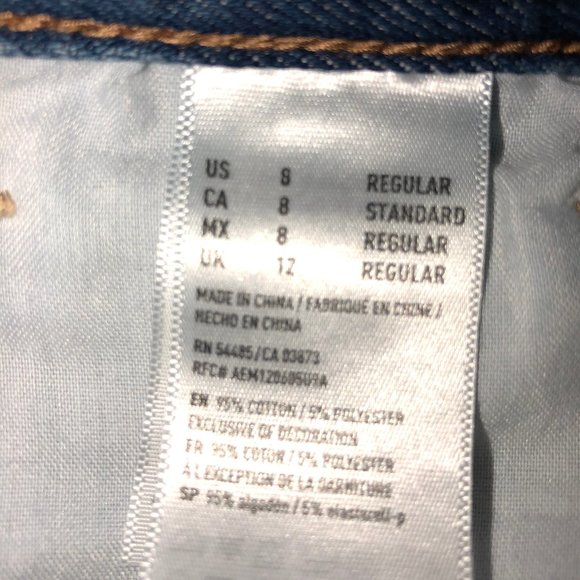 US 8 REGULAR
CA 8 STANDARD
MX 8 REGULAR
UK 12 REGULAR
MADE IN CHINA / FABRIQUÉ EN CHINE /
HECHO EN CHINA
RN 54485/CA 03873
RFC# AEM1206059A
EN 95% COTTON / 5% POLYESTER
EXCLUSIVE OF DECORATION
FR 95% COTON / 5% POLYESTER
À L'EXCEPTION DE LA GARNITURE
SP 95% algodón / 5%